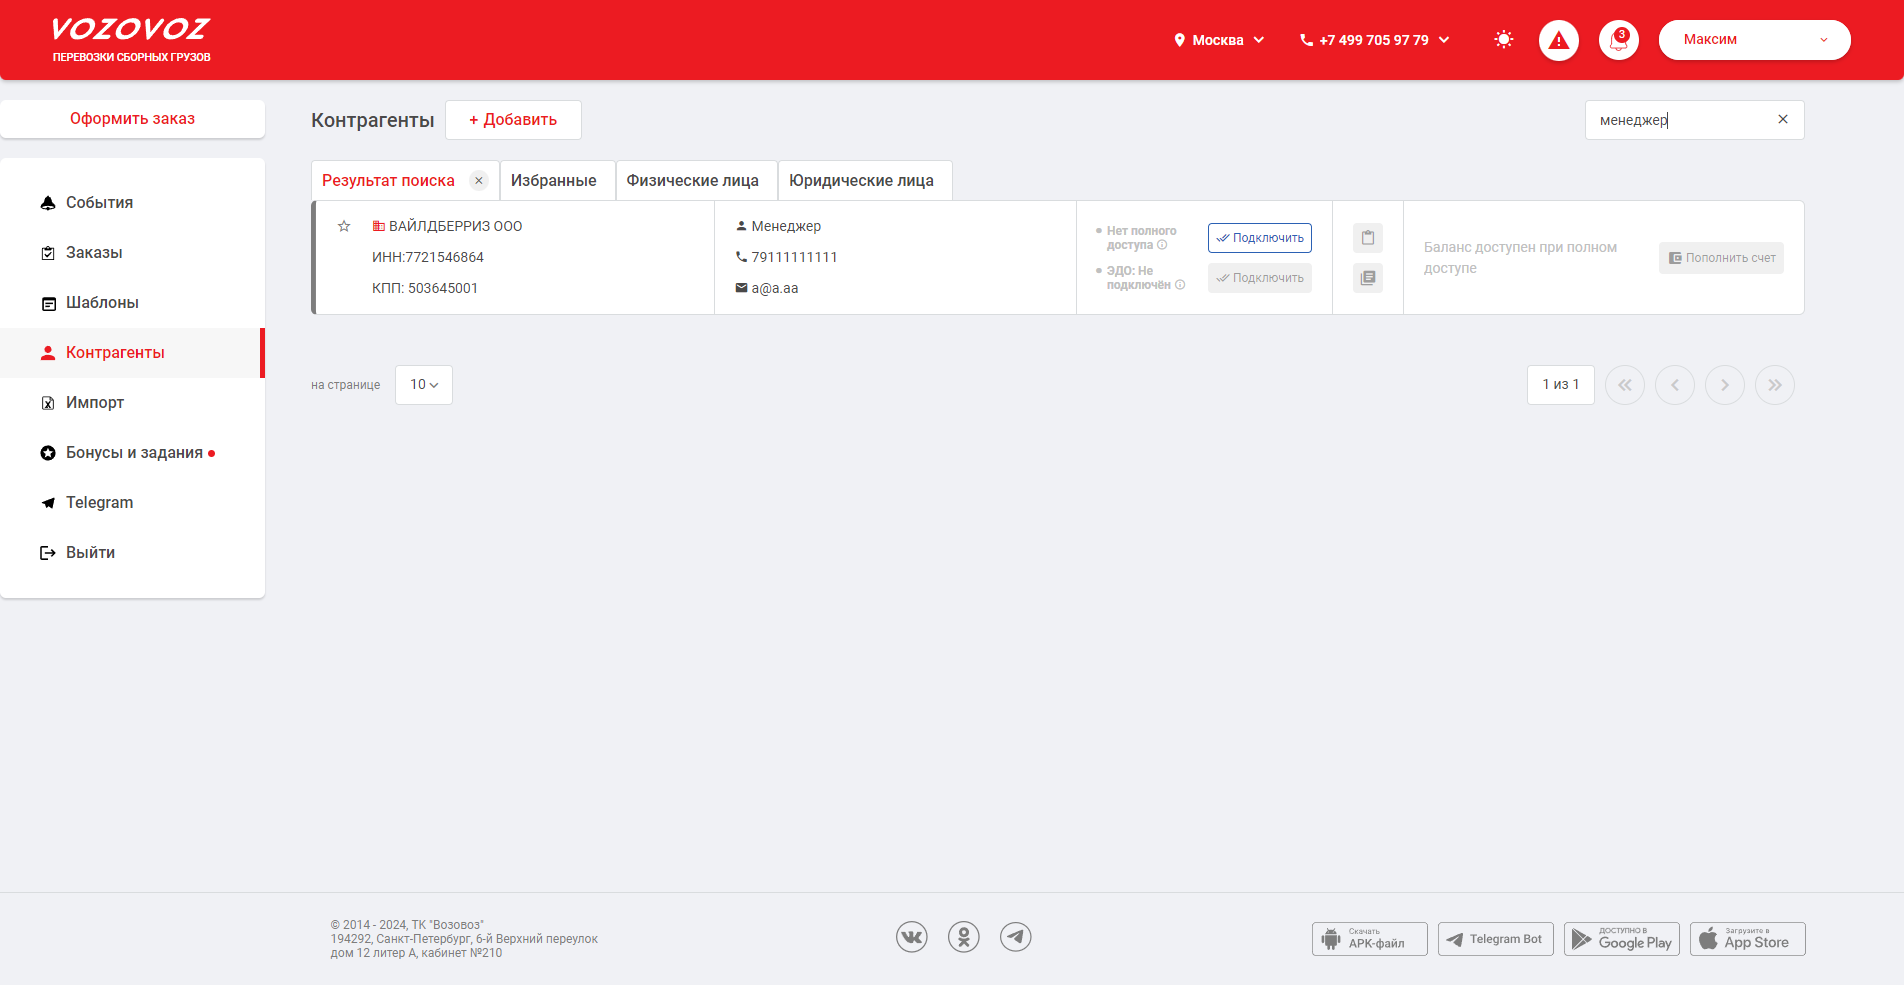 VOZOVOZ
ПЕРЕВОЗКИ СБОРНЫХ ГРУЗОВ
Москва
+7 499 705 97 79
3
Максим
Оформить заказ
События
Заказы
Шаблоны
Контрагенты
Импорт
Бонусы и задания
Telegram
Выйти
Контрагенты
+ Добавить
менеджер
Результат поиска
Избранные
Физические лица
Юридические лица
ВАЙЛДБЕРРИЗ ООО
ИНН:7721546864
КПП: 503645001
Менеджер
79111111111
a@a.aa
Нет полного
доступа
Подключить
ЭДО: Не
подключён
Подключить
Баланс доступен при полном
доступе
Пополнить счет
на странице
10
1 из 1
© 2014 - 2024, ТК "Возовоз"
194292, Санкт-Петербург, 6-й Верхний переулок
дом 12 литер А, кабинет №210
Скачать
APK-файл
Telegram Bot
ДОСТУПНО В
Google Play
Загрузите в
App Store